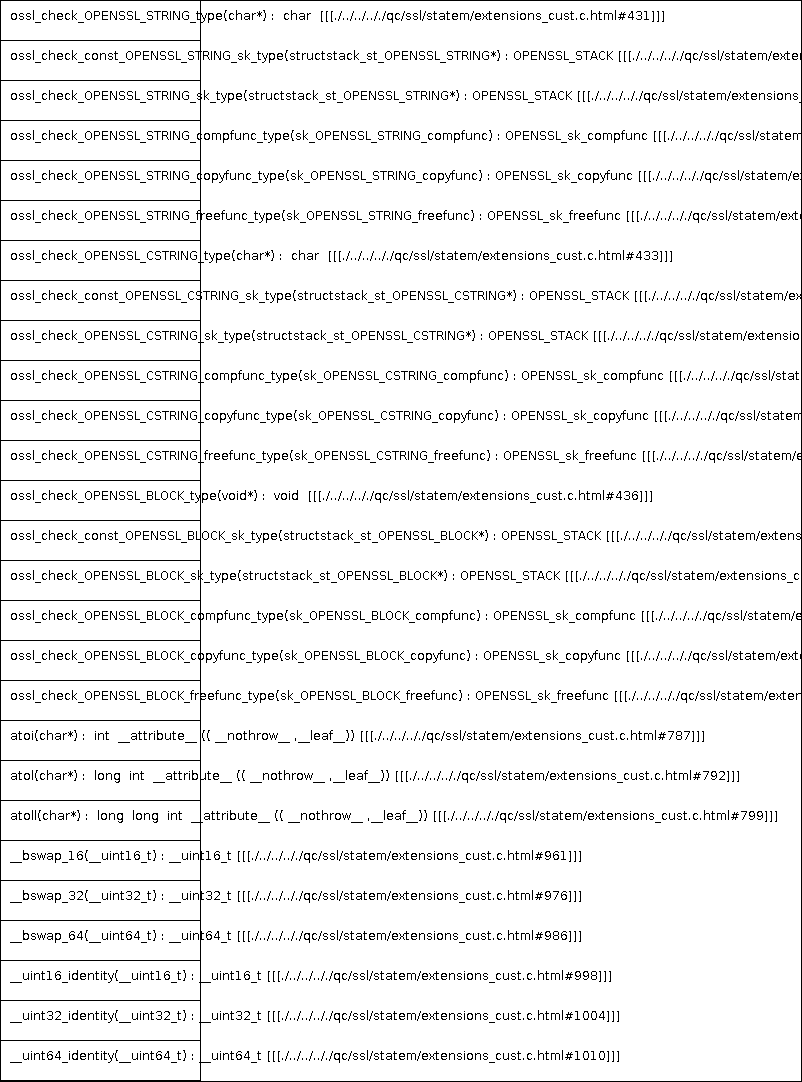 ossl_check_OPENSSL_STRING_type(char*) : char [[[./../../../qc/ssl/statem/extensions_cust.c.html#431]]]
ossl_check_const_OPENSSL_STRING_sk_type(structstack_st_OPENSSL_STRING*) : OPENSSL_STACK [[[./../../../qc/ssl/statem/exten
ossl_check_OPENSSL_STRING_sk_type(structstack_st_OPENSSL_STRING*) : OPENSSL_STACK [[[./../../../qc/ssl/statem/extensions_
ossl_check_OPENSSL_STRING_compfunc_type(sk_OPENSSL_STRING_compfunc) : OPENSSL_sk_compfunc [[[./../../../qc/ssl/statem
ossl_check_OPENSSL_STRING_copyfunc_type(sk_OPENSSL_STRING_copyfunc) : OPENSSL_sk_copyfunc [[[./../../../qc/ssl/statem/e
ossl_check_OPENSSL_STRING_freefunc_type(sk_OPENSSL_STRING_freefunc) : OPENSSL_sk_freefunc [[[./../../../qc/ssl/statem/ext
ossl_check_OPENSSL_CSTRING_type(char*) : char [[[./../../../qc/ssl/statem/extensions_cust.c.html#433]]]
ossl_check_const_OPENSSL_CSTRING_sk_type(structstack_st_OPENSSL_CSTRING*) : OPENSSL_STACK [[[./../../../qc/ssl/statem/ex
ossl_check_OPENSSL_CSTRING_sk_type(structstack_st_OPENSSL_CSTRING*) : OPENSSL_STACK [[[./../../../qc/ssl/statem/extensio
ossl_check_OPENSSL_CSTRING_compfunc_type(sk_OPENSSL_CSTRING_compfunc) : OPENSSL_sk_compfunc [[[./../../../qc/ssl/stat
ossl_check_OPENSSL_CSTRING_copyfunc_type(sk_OPENSSL_CSTRING_copyfunc) : OPENSSL_sk_copyfunc [[[./../../../qc/ssl/statem
ossl_check_OPENSSL_CSTRING_freefunc_type(sk_OPENSSL_CSTRING_freefunc) : OPENSSL_sk_freefunc [[[./../../../qc/ssl/statem/e
ossl_check_OPENSSL_BLOCK_type(void*) : void [[[./../../../qc/ssl/statem/extensions_cust.c.html#436]]]
ossl_check_const_OPENSSL_BLOCK_sk_type(structstack_st_OPENSSL_BLOCK*) : OPENSSL_STACK [[[./../../../qc/ssl/statem/extens
ossl_check_OPENSSL_BLOCK_sk_type(structstack_st_OPENSSL_BLOCK*) : OPENSSL_STACK [[[./../../../qc/ssl/statem/extensions_c
ossl_check_OPENSSL_BLOCK_compfunc_type(sk_OPENSSL_BLOCK_compfunc) : OPENSSL_sk_compfunc [[[./../../../qc/ssl/statem/e
ossl_check_OPENSSL_BLOCK_copyfunc_type(sk_OPENSSL_BLOCK_copyfunc) : OPENSSL_sk_copyfunc [[[./../../../qc/ssl/statem/ext
ossl_check_OPENSSL_BLOCK_freefunc_type(sk_OPENSSL_BLOCK_freefunc) : OPENSSL_sk_freefunc [[[./../../../qc/ssl/statem/exten
atoi(char*) : int __attribute__ (( __nothrow__ ,__leaf__)) [[[./../../../qc/ssl/statem/extensions_cust.c.html#787]]]
atol(char*) : long int __attribute__ (( __nothrow__ ,__leaf__)) [[[./../../../qc/ssl/statem/extensions_cust.c.html#792]]]
atoll(char*) : long long int __attribute__ (( __nothrow__ ,__leaf__)) [[[./../../../qc/ssl/statem/extensions_cust.c.html#799]]]
__bswap_16(__uint16_t) : __uint16_t [[[./../../../qc/ssl/statem/extensions_cust.c.html#961]]]
__bswap_32(__uint32_t) : __uint32_t [[[./../../../qc/ssl/statem/extensions_cust.c.html#976]]]
__bswap_64(__uint64_t) : __uint64_t [[[./../../../qc/ssl/statem/extensions_cust.c.html#986]]]
__uint16_identity(__uint16_t) : __uint16_t [[[./../../../qc/ssl/statem/extensions_cust.c.html#998]]]
__uint32_identity(__uint32_t) : __uint32_t [[[./../../../qc/ssl/statem/extensions_cust.c.html#1004]]]
__uint64_identity(__uint64_t) : __uint64_t [[[./../../../qc/ssl/statem/extensions_cust.c.html#1010]]]